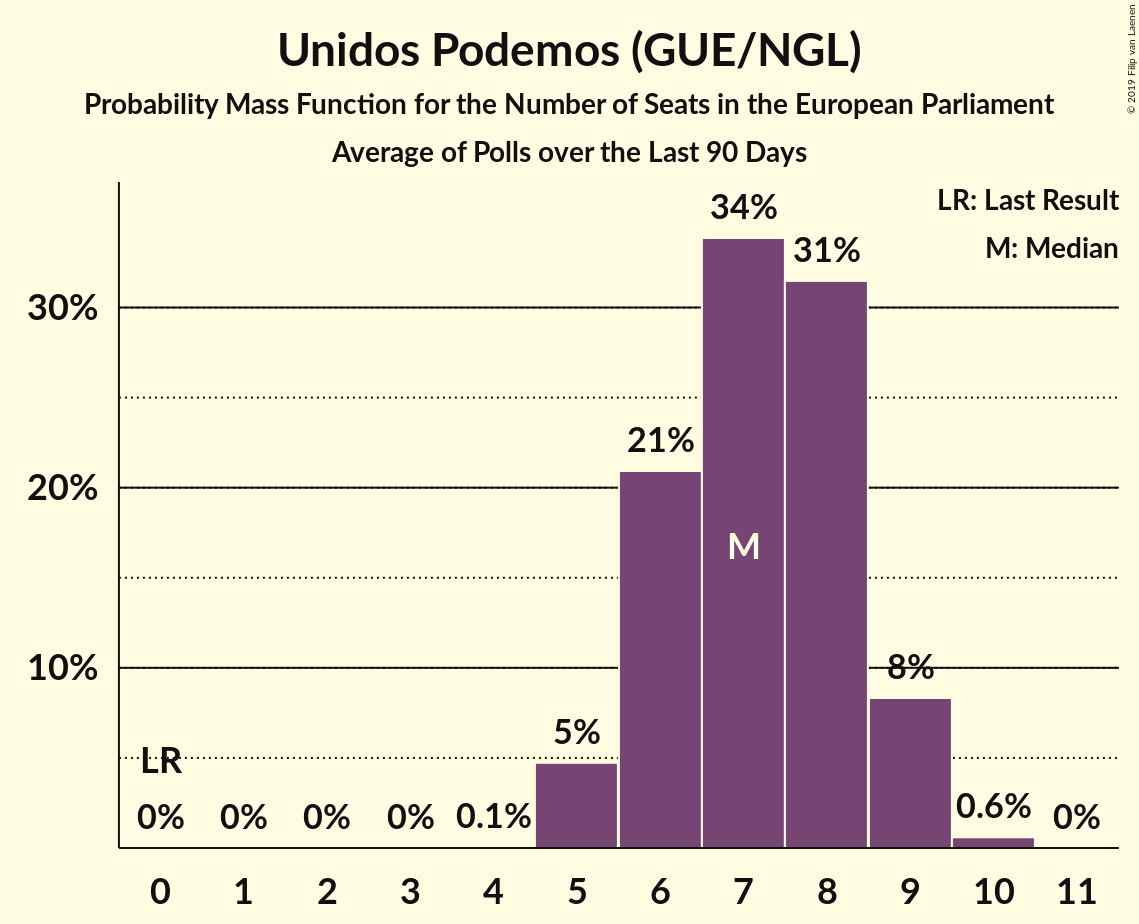 Unidos Podemos (GUE/NGL)
Probability Mass Function for the Number of Seats in the European Parliament
Average of Polls over the Last 90 Days
© 2019 Filip van Laenen
LR: Last Result
M: Median
34%
31%
30%
21%
20%
M
10%
8%
5%
LR
0%
0%
0%
0%
0.1%
0.6%
0%
0 1 2 3 4 5 6 7 8 9 10 11